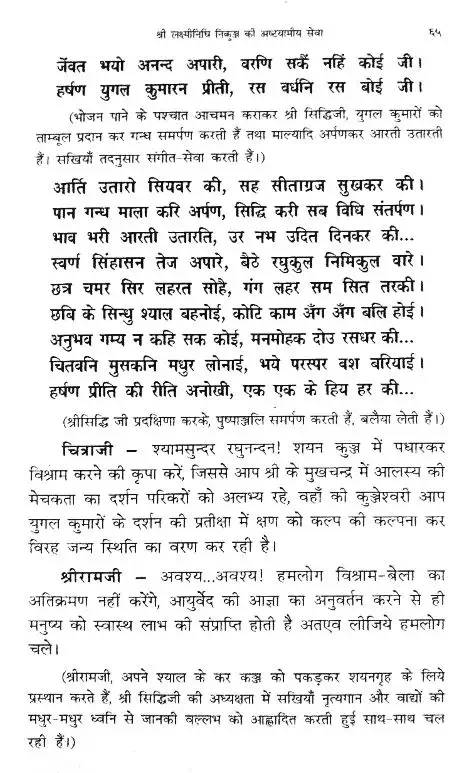 श्री लक्ष्मीनिधि निकुञ्ज की अष्टयामीय सेवा ६५
जेंवत भयो अनन्द अपारी, वरणि सकैं नहिं कोई जी।
हर्षण युगल कुमारन प्रीती, रस वर्धनि रस बोई जी।
(भोजन पाने के पश्चात आचमन कराकर श्री सिद्धिजी, युगल कुमारों को
ताम्बूल प्रदान कर गन्ध समर्पण करती हैं तथा माल्यादि अर्पणकर आरती उतारती
हैं। सखियाँ तदनुसार संगीत-सेवा करती हैं।)
आर्ति उतारो सियवर की, सह सीताग्रज सुखकर की।
पान गन्ध माला करि अर्पण, सिद्धि करी सब विधि संतर्पण।
भाव भरी आरती उतारति, उर नभ उदित दिनकर की...
स्वर्ण सिंहासन तेज अपारे, बैठे रघुकुल निमिकुल वारे।
छत्र चमर सिर लहरत सोहै, गंग लहर सम सित तरकी।
छबि के सिन्धु श्याल बहनोई, कोटि काम अँग अँग बलि होई।
अनुभव गम्य न कहि सक कोई, मनमोहक दोउ रसधर की...
चितवनि मुसकनि मधुर लोनाई, भये परस्पर वश बरियाई।
हर्षण प्रीति की रीति अनोखी, एक एक के हिय हर की...
(श्रीसिद्धि जी प्रदक्षिणा करके, पुष्पाञ्जलि समर्पण करती हैं, बलैया लेती हैं।)
चित्राजी – श्यामसुन्दर रघुनन्दन! शयन कुञ्ज में पधारकर
विश्राम करने की कृपा करें, जिससे आप श्री के मुखचन्द्र में आलस्य की
मेचकता का दर्शन परिकरों को अलभ्य रहे, वहाँ की कुञ्जेश्वरी आप
युगल कुमारों के दर्शन की प्रतीक्षा में क्षण को कल्प की कल्पना कर
विरह जन्य स्थिति का वरण कर रही है।
श्रीरामजी – अवश्य...अवश्य! हमलोग विश्राम-बेला का
अतिक्रमण नहीं करेंगे, आयुर्वेद की आज्ञा का अनुवर्तन करने से ही
मनुष्य को स्वास्थ लाभ की संप्राप्ति होती है अतएव लीजिये हमलोग
चले।
(श्रीरामजी, अपने श्याल के कर कञ्ज को पकड़कर शयनगृह के लिये
प्रस्थान करते हैं, श्री सिद्धिजी की अध्यक्षता में सखियाँ नृत्यगान और वाद्यों की
मधुर-मधुर ध्वनि से जानकी बल्लभ को आह्लादित करती हुई साथ-साथ चल
रही हैं।)